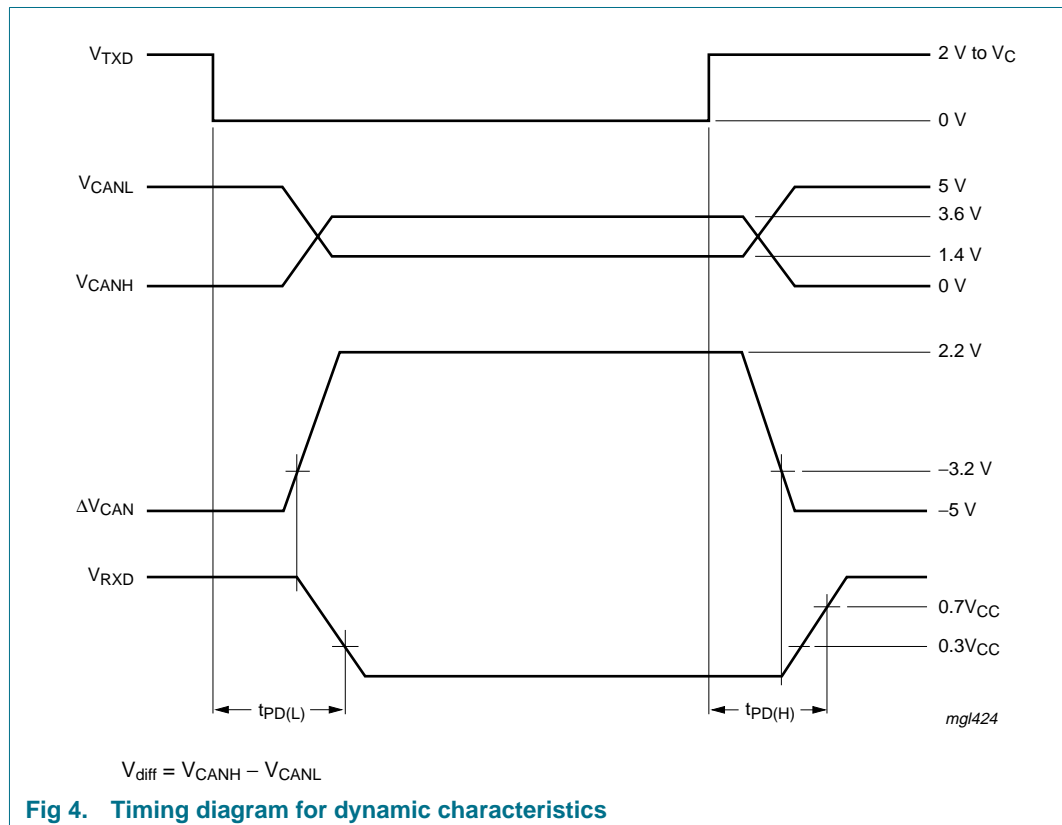 VTXD
2 V to VC
0 V
VCANL
5 V
3.6 V
1.4 V
VCANH
0 V
2.2 V
−3.2 V
ΔVCAN
−5 V
VRXD
0.7VCC
0.3VCC
tPD(L)
tPD(H)
mgl424
Vdiff = VCANH − VCANL
Fig 4. Timing diagram for dynamic characteristics